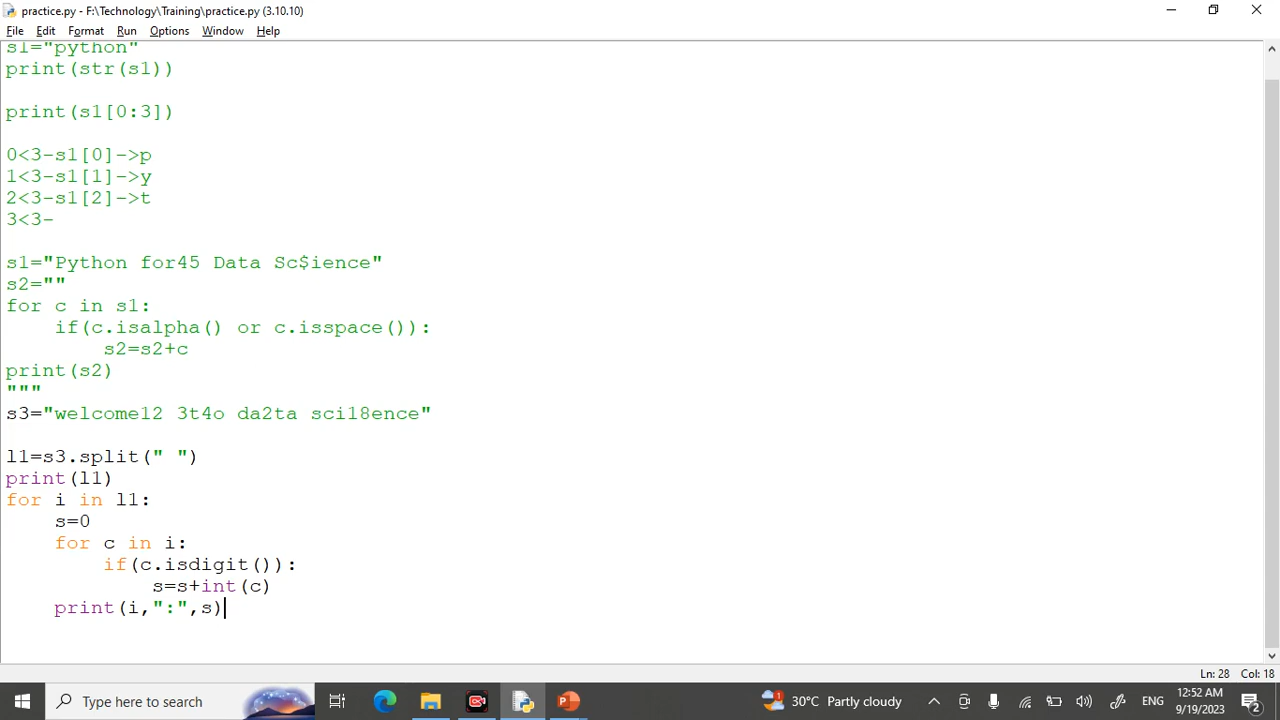 practice.py - F:\Technology\Training\practice.py (3.10.10)
File Edit Format Run Options Window Help
s1="python"
print(str(s1))
print(s1[0:3])
0<3-s1[0]->p
1<3-s1[1]->y
2<3-s1[2]->t
3<3-
s1="Python for45 Data Sc$ience"
s2=""
for c in s1:
    if(c.isalpha() or c.isspace()):
        s2=s2+c
print(s2)
"""
s3="welcome12 3t4o da2ta sci18ence"
l1=s3.split(" ")
print(l1)
for i in l1:
    s=0
    for c in i:
        if(c.isdigit()):
            s=s+int(c)
    print(i,":",s)
Ln: 28 Col: 18
Type here to search
1
30°C Partly cloudy
ENG
12:52 AM
9/19/2023
2